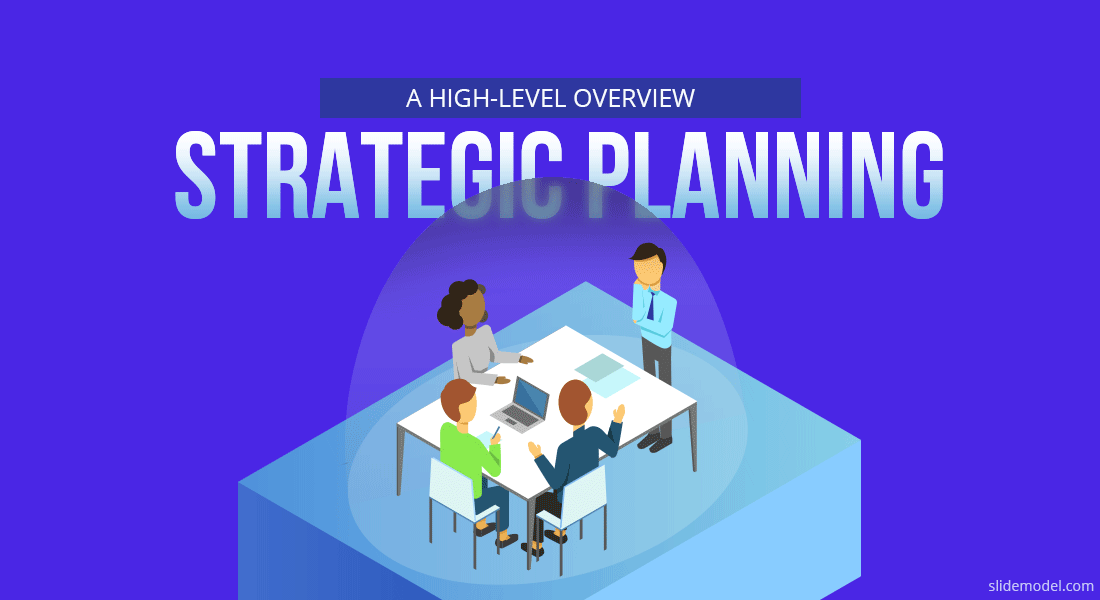 A HIGH-LEVEL OVERVIEW
STRATEGIC PLANNING
slidemodel.com